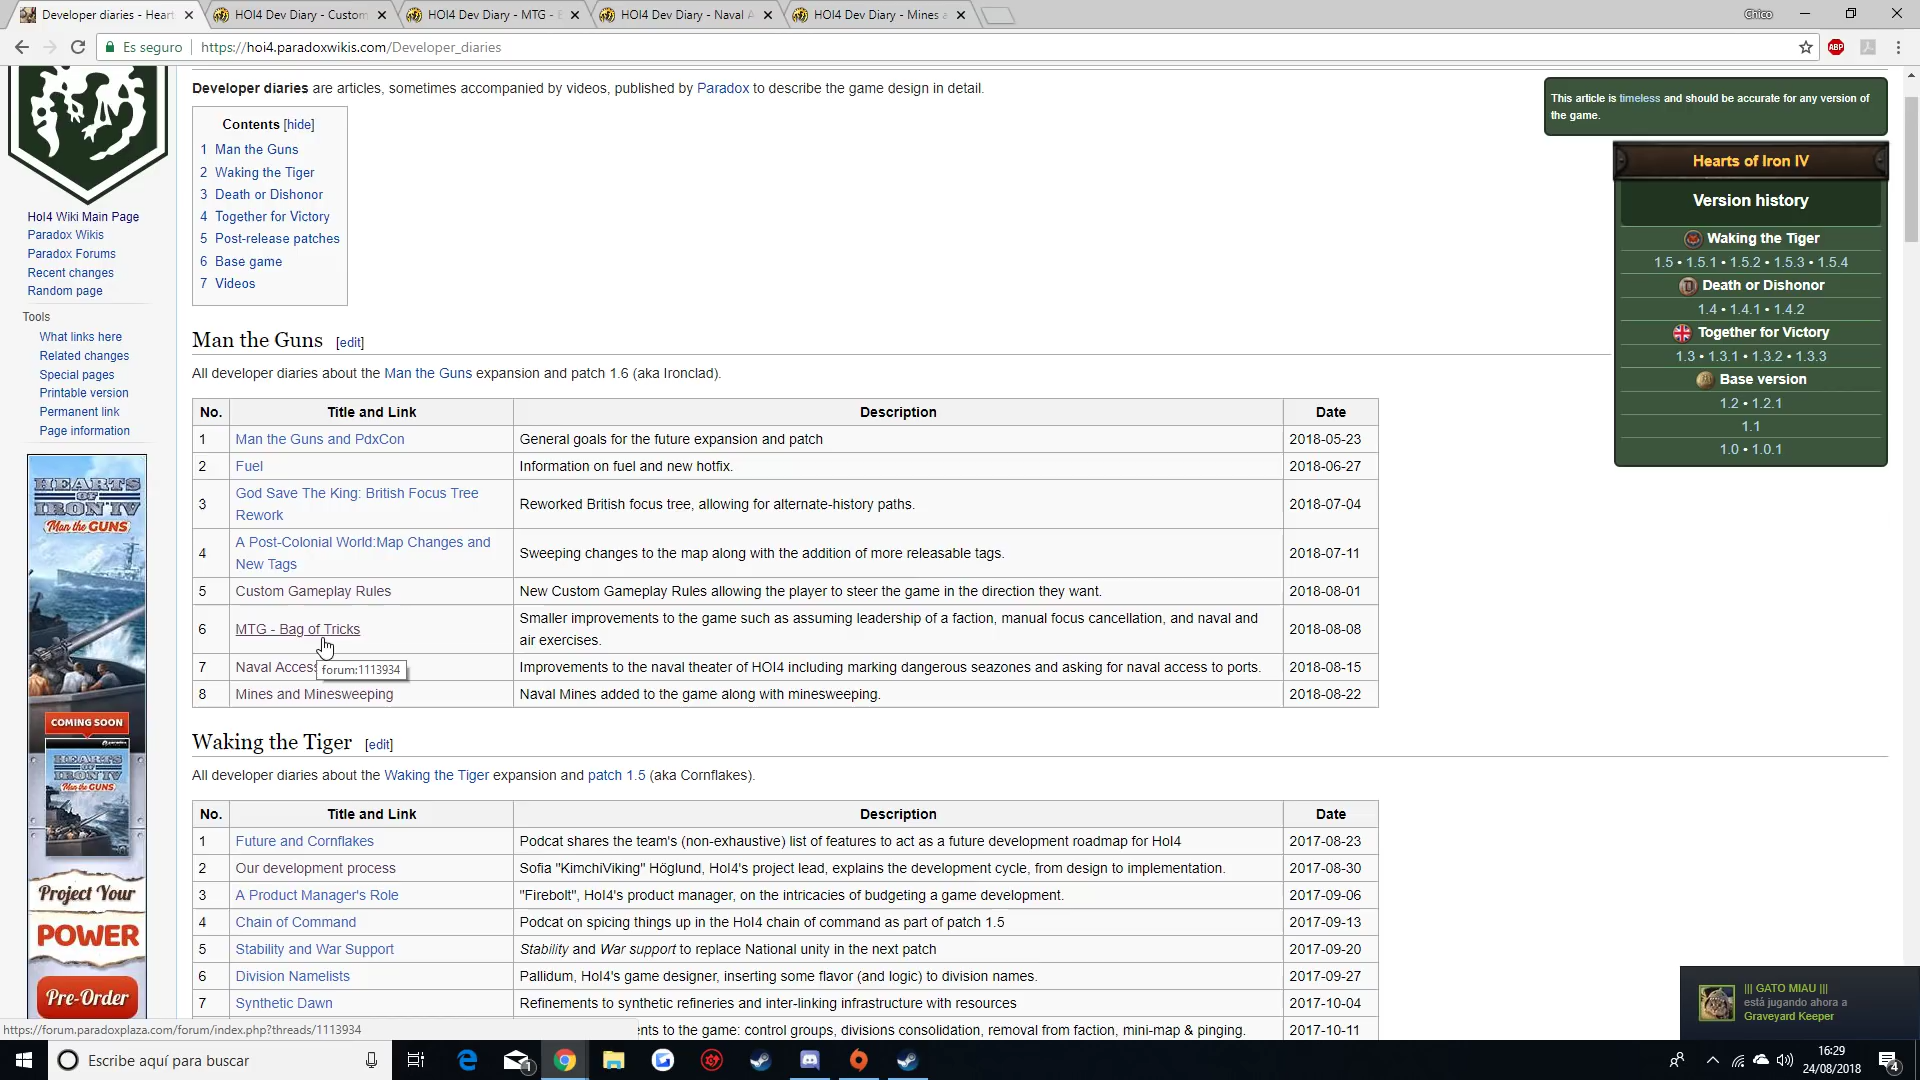 Developer diaries - Heart
HOI4 Dev Diary - Custom
HOI4 Dev Diary - MTG - B
HOI4 Dev Diary - Naval A
HOI4 Dev Diary - Mines a
Chico
Es seguro
https://hoi4.paradoxwikis.com/Developer_diaries
ABP
Developer diaries are articles, sometimes accompanied by videos, published by Paradox to describe the game design in detail.
Contents [hide]
1 Man the Guns
2 Waking the Tiger
3 Death or Dishonor
4 Together for Victory
5 Post-release patches
6 Base game
7 Videos
This article is timeless and should be accurate for any version of
the game.
Hearts of Iron IV
Version history
Waking the Tiger
1.5 • 1.5.1 • 1.5.2 • 1.5.3 • 1.5.4
Death or Dishonor
1.4 • 1.4.1 • 1.4.2
Together for Victory
1.3 • 1.3.1 • 1.3.2 • 1.3.3
Base version
1.2 • 1.2.1
1.1
1.0 • 1.0.1
HoI4 Wiki Main Page
Paradox Wikis
Paradox Forums
Recent changes
Random page
Tools
What links here
Related changes
Special pages
Printable version
Permanent link
Page information
HEARTS
OF
IRON IV
Man the GUNS
COMING SOON
HEARTS
OF
IRON IV
Man the GUNS
Project Your
POWER
Pre-Order
Man the Guns [edit]
All developer diaries about the Man the Guns expansion and patch 1.6 (aka Ironclad).
No. Title and Link Description Date
1 Man the Guns and PdxCon General goals for the future expansion and patch 2018-05-23
2 Fuel Information on fuel and new hotfix. 2018-06-27
3 God Save The King: British Focus Tree
Rework Reworked British focus tree, allowing for alternate-history paths. 2018-07-04
4 A Post-Colonial World:Map Changes and
New Tags Sweeping changes to the map along with the addition of more releasable tags. 2018-07-11
5 Custom Gameplay Rules New Custom Gameplay Rules allowing the player to steer the game in the direction they want. 2018-08-01
6 MTG - Bag of Tricks Smaller improvements to the game such as assuming leadership of a faction, manual focus cancellation, and naval and
air exercises. 2018-08-08
7 Naval Access Improvements to the naval theater of HOI4 including marking dangerous seazones and asking for naval access to ports. 2018-08-15
forum:1113934
8 Mines and Minesweeping Naval Mines added to the game along with minesweeping. 2018-08-22
Waking the Tiger [edit]
All developer diaries about the Waking the Tiger expansion and patch 1.5 (aka Cornflakes).
No. Title and Link Description Date
1 Future and Cornflakes Podcat shares the team's (non-exhaustive) list of features to act as a future development roadmap for HoI4 2017-08-23
2 Our development process Sofia "KimchiViking" Höglund, HoI4's project lead, explains the development cycle, from design to implementation. 2017-08-30
3 A Product Manager's Role "Firebolt", HoI4's product manager, on the intricacies of budgeting a game development. 2017-09-06
4 Chain of Command Podcat on spicing things up in the HoI4 chain of command as part of patch 1.5 2017-09-13
5 Stability and War Support Stability and War support to replace National unity in the next patch 2017-09-20
6 Division Namelists Pallidum, HoI4's game designer, inserting some flavor (and logic) to division names. 2017-09-27
7 Synthetic Dawn Refinements to synthetic refineries and inter-linking infrastructure with resources 2017-10-04
nts to the game: control groups, divisions consolidation, removal from faction, mini-map & pinging. 2017-10-11
https://forum.paradoxplaza.com/forum/index.php?threads/1113934
||| GATO MIAU |||
está jugando ahora a
Graveyard Keeper
Escribe aquí para buscar
1
16:29
24/08/2018
4